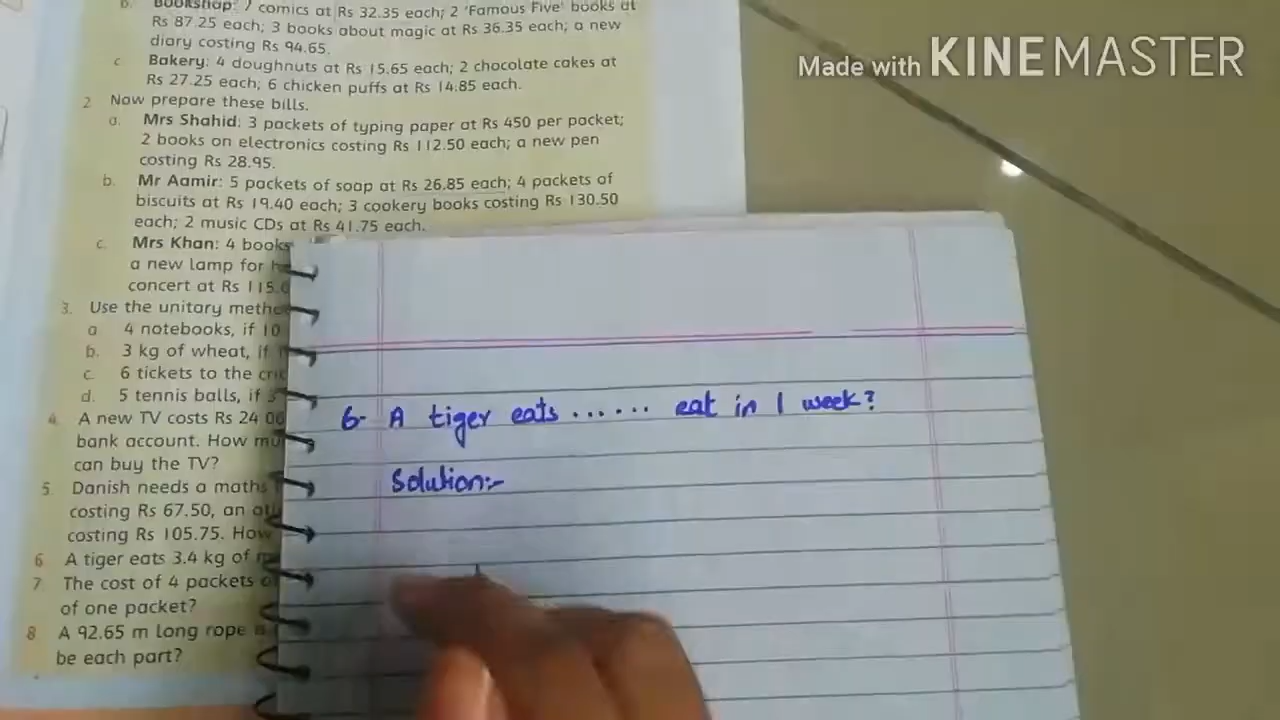 Made with KINEMASTER
b. Bookshop: 7 comics at Rs 32.35 each; 2 'Famous Five' books at
Rs 87.25 each; 3 books about magic at Rs 36.35 each; a new
diary costing Rs 94.65.
c Bakery: 4 doughnuts at Rs 15.65 each; 2 chocolate cakes at
Rs 27.25 each; 6 chicken puffs at Rs 14.85 each.
2. Now prepare these bills.
a. Mrs Shahid: 3 packets of typing paper at Rs 450 per packet;
2 books on electronics costing Rs 112.50 each; a new pen
costing Rs 28.95.
b. Mr Aamir: 5 packets of soap at Rs 26.85 each; 4 packets of
biscuits at Rs 19.40 each; 3 cookery books costing Rs 130.50
each; 2 music CDs at Rs 41.75 each.
c. Mrs Khan: 4 books
a new lamp for
concert at Rs 115.
3. Use the unitary
a 4 notebooks, if 10
b. 3 kg of wheat, if
c. 6 tickets to the
d. 5 tennis balls, if
4. A new TV costs Rs 24
bank account. How
can buy the TV?
5. Danish needs a maths
costing Rs 67.50, an
costing Rs 105.75. How
6 A tiger eats 3.4 kg of
7. The cost of 4 packets
of one packet?
8 A 92.65 m long rope
be each part?
6- A tiger eats ...... eat in 1 week?
Solution:-